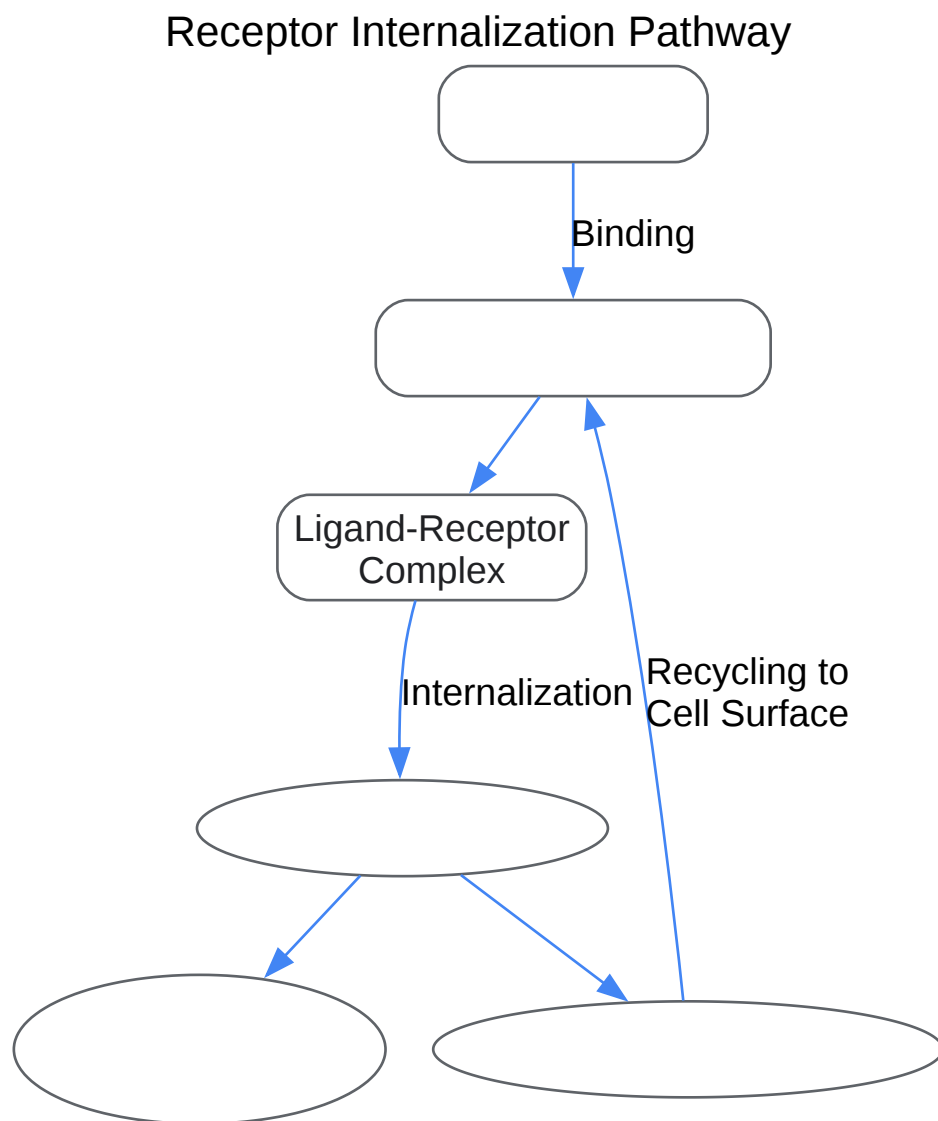 Receptor Internalization Pathway
Binding
Ligand-Receptor
Complex
Internalization
Recycling to
Cell Surface